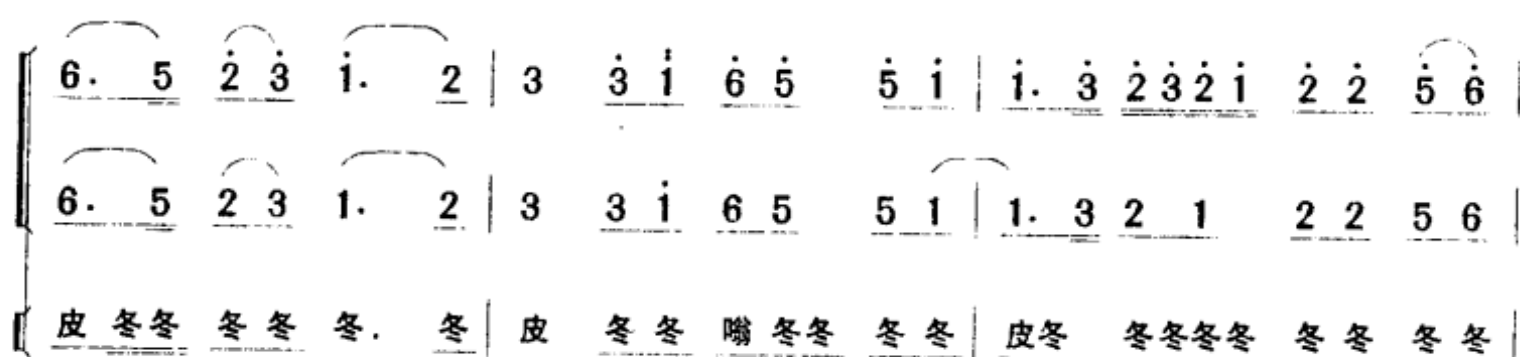 6. 5 2̇ 3̇ 1̇. 2 | 3 3̇ 1̈ 6̇ 5̇ 5̇ 1̇ | 1̇. 3̇ 2̇ 3̇ 2̇ 1̇ 2̇ 2̇ 5̇ 6̇ |
6. 5 2 3 1. 2 | 3 3 1̇ 6 5 5 1 | 1. 3 2 1 2 2 5 6 |
皮 冬冬 冬 冬 冬. 冬 | 皮 冬 冬 嗡 冬冬 冬 冬 | 皮冬 冬冬冬冬 冬 冬 冬 冬 |